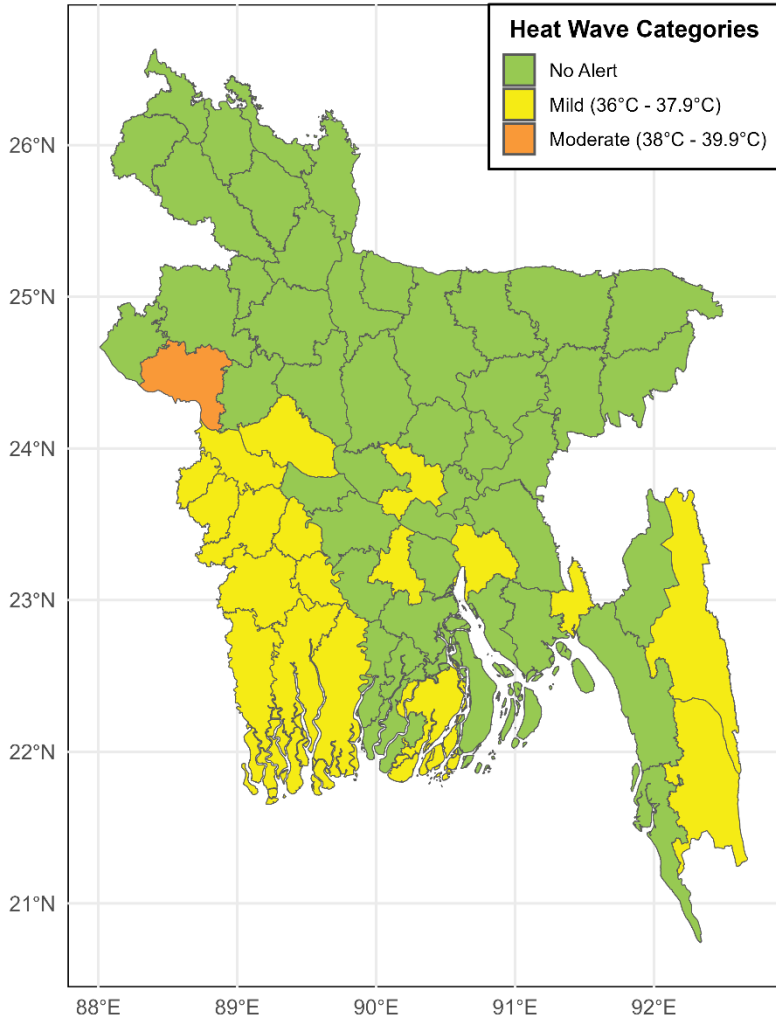 Heat Wave Categories
No Alert
Mild (36°C - 37.9°C)
Moderate (38°C - 39.9°C)
26°N
25°N
24°N
23°N
22°N
21°N
88°E 89°E 90°E 91°E 92°E